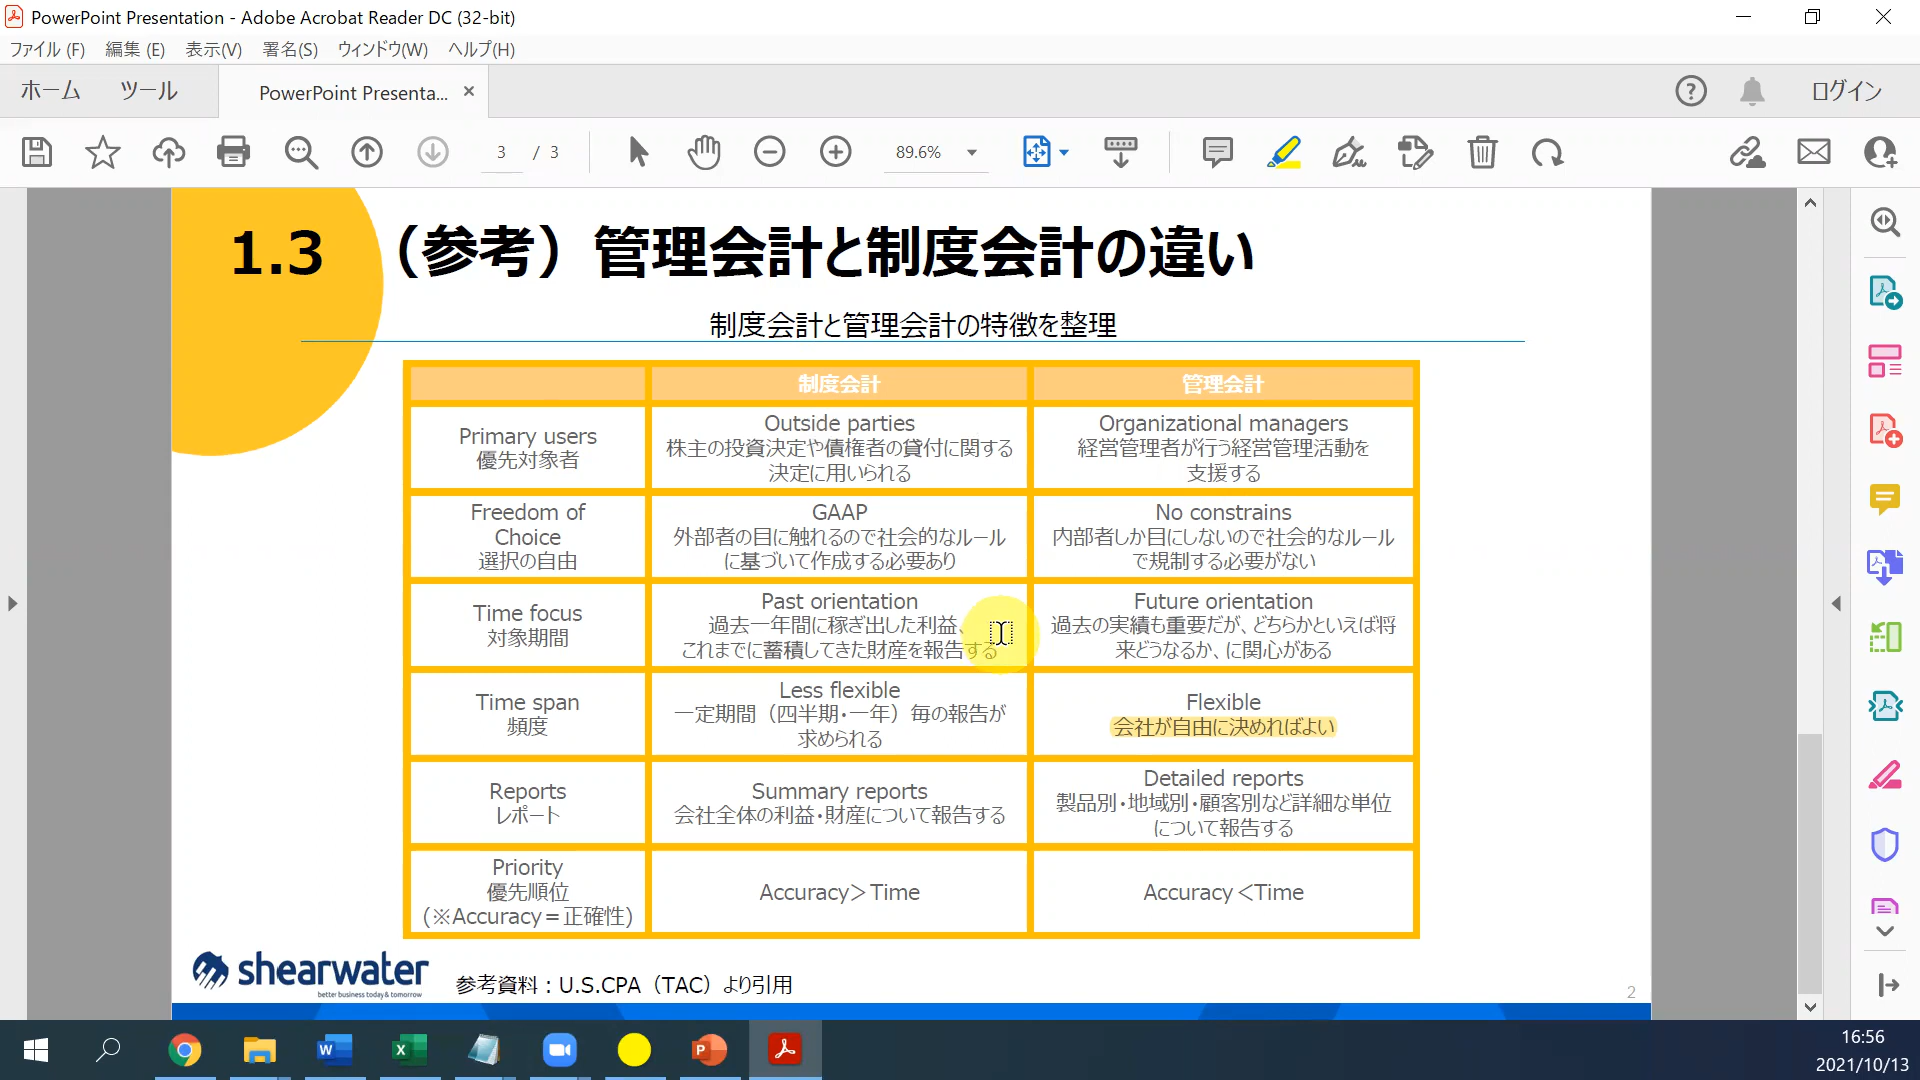 PowerPoint Presentation - Adobe Acrobat Reader DC (32-bit)
ファイル (F) 編集 (E) 表示(V) 署名(S) ウィンドウ(W) ヘルプ(H)
ホーム ツール PowerPoint Presenta... × ログイン
3 / 3 89.6%
1.3 （参考）管理会計と制度会計の違い
制度会計と管理会計の特徴を整理
制度会計 管理会計
Primary users
優先対象者
Outside parties
株主の投資決定や債権者の貸付に関する
決定に用いられる
Organizational managers
経営管理者が行う経営管理活動を
支援する
Freedom of
Choice
選択の自由
GAAP
外部者の目に触れるので社会的なルール
に基づいて作成する必要あり
No constrains
内部者しか目にしないので社会的なルール
で規制する必要がない
Time focus
対象期間
Past orientation
過去一年間に稼ぎ出した利益、
これまでに蓄積してきた財産を報告する
Future orientation
過去の実績も重要だが、どちらかといえば将
来どうなるか、に関心がある
Time span
頻度
Less flexible
一定期間（四半期・一年）毎の報告が
求められる
Flexible
会社が自由に決めればよい
Reports
レポート
Summary reports
会社全体の利益・財産について報告する
Detailed reports
製品別・地域別・顧客別など詳細な単位
について報告する
Priority
優先順位
(※Accuracy＝正確性)
Accuracy＞Time
Accuracy＜Time
shearwater
better business today & tomorrow
参考資料：U.S.CPA（TAC）より引用
2
16:56
2021/10/13